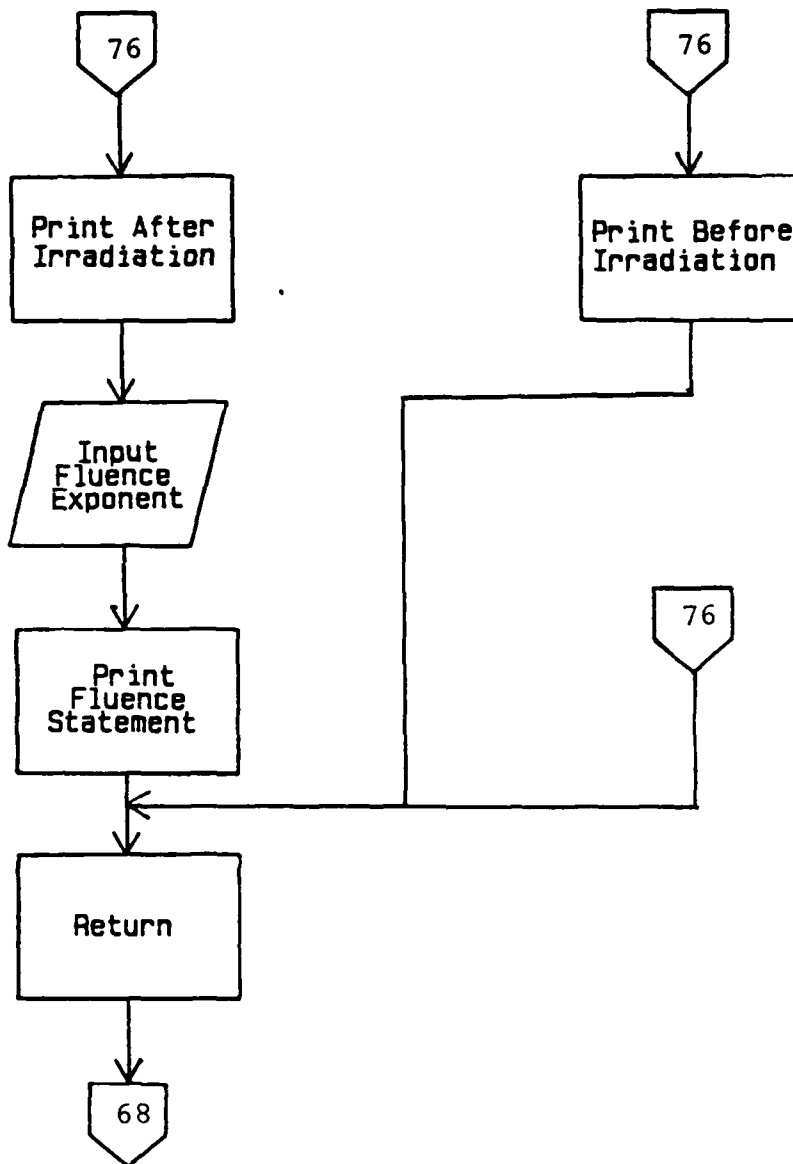 76
76
Print After
Irradiation
Print Before
Irradiation
Input
Fluence
Exponent
76
Print
Fluence
Statement
Return
68